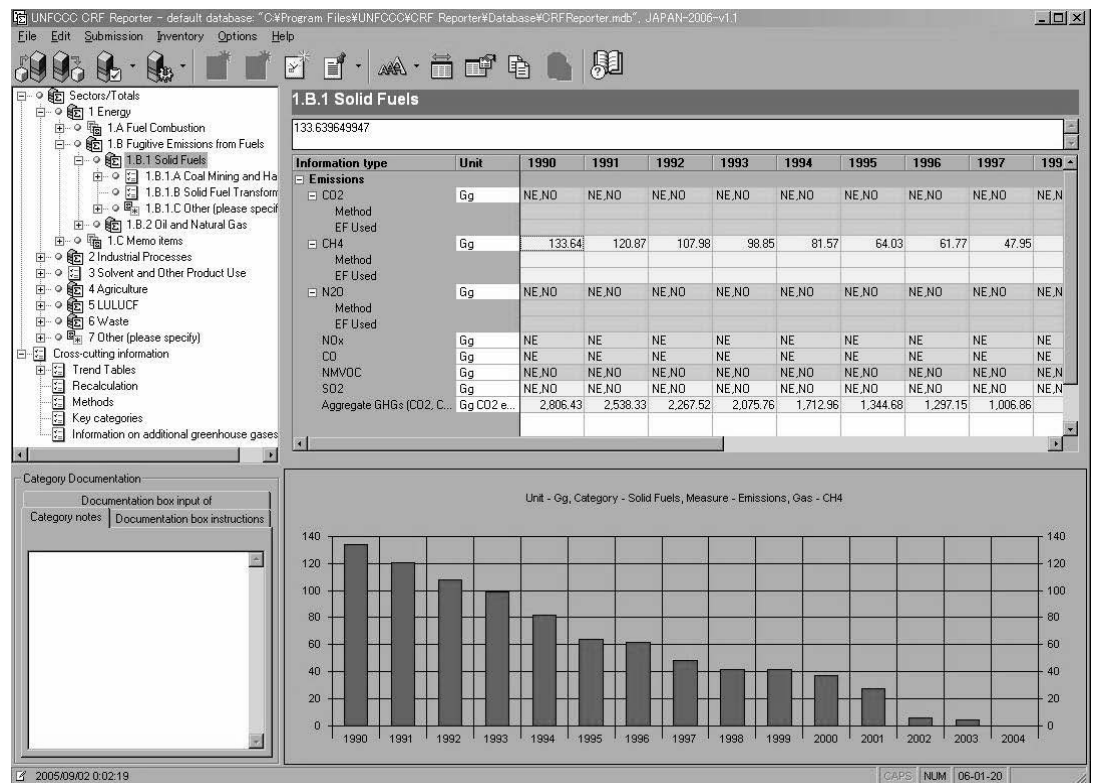 UNFCCC CRF Reporter - default database: "C:¥Program Files¥UNFCCC¥CRF Reporter¥Database¥CRFReporter.mdb", JAPAN-2006-v1.1
File Edit Submission Inventory Options Help
Sectors/Totals
1 Energy
1.A Fuel Combustion
1.B Fugitive Emissions from Fuels
1.B.1 Solid Fuels
1.B.1.A Coal Mining and Ha
1.B.1.B Solid Fuel Transform
1.B.1.C Other (please specif
1.B.2 Oil and Natural Gas
1.C Memo items
2 Industrial Processes
3 Solvent and Other Product Use
4 Agriculture
5 LULUCF
6 Waste
7 Other (please specify)
Cross-cutting information
Trend Tables
Recalculation
Methods
Key categories
Information on additional greenhouse gases
1.B.1 Solid Fuels
133.639649947
Information type Unit 1990 1991 1992 1993 1994 1995 1996 1997 199
Emissions
CO2 Gg NE,NO NE,NO NE,NO NE,NO NE,NO NE,NO NE,NO NE,NO NE,N
Method
EF Used
CH4 Gg 133.64 120.87 107.98 98.85 81.57 64.03 61.77 47.95
Method
EF Used
N2O Gg NE,NO NE,NO NE,NO NE,NO NE,NO NE,NO NE,NO NE,NO NE,N
Method
EF Used
NOx Gg NE NE NE NE NE NE NE NE NE
CO Gg NE NE NE NE NE NE NE NE NE
NMVOC Gg NE,NO NE,NO NE,NO NE,NO NE,NO NE,NO NE,NO NE,NO NE,N
SO2 Gg NE,NO NE,NO NE,NO NE,NO NE,NO NE,NO NE,NO NE,NO NE,N
Aggregate GHGs (CO2, C... Gg CO2 e... 2,806.43 2,538.33 2,267.52 2,075.76 1,712.96 1,344.68 1,297.15 1,006.86
Category Documentation
Documentation box input of
Category notes Documentation box instructions
Unit - Gg, Category - Solid Fuels, Measure - Emissions, Gas - CH4
140 140
120 120
100 100
80 80
60 60
40 40
20 20
0 0
1990 1991 1992 1993 1994 1995 1996 1997 1998 1999 2000 2001 2002 2003 2004
2005/09/02 0:02:19 CAPS NUM 06-01-20